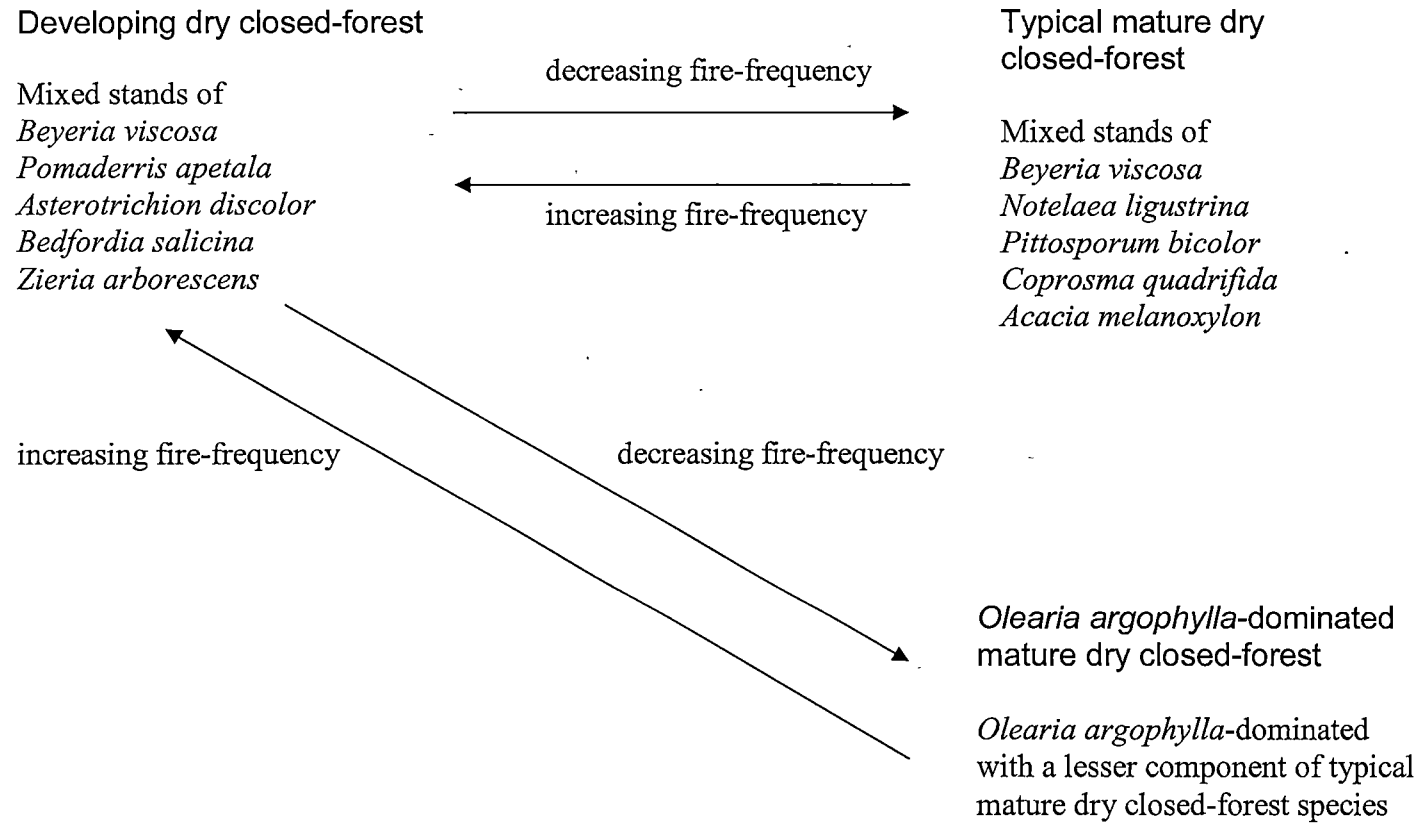 Developing dry closed-forest
Mixed stands of
Beyeria viscosa
Pomaderris apetala
Asterotrichion discolor
Bedfordia salicina
Zieria arborescens
decreasing fire-frequency
increasing fire-frequency
Typical mature dry
closed-forest
Mixed stands of
Beyeria viscosa
Notelaea ligustrina
Pittosporum bicolor
Coprosma quadrifida
Acacia melanoxylon
increasing fire-frequency
decreasing fire-frequency
Olearia argophylla-dominated
mature dry closed-forest
Olearia argophylla-dominated
with a lesser component of typical
mature dry closed-forest species